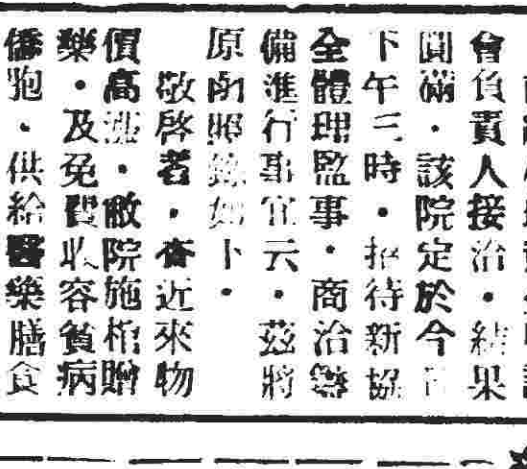 會負責人接洽・結果
圓滿・該院定於今
下午三時・招待新協
全體理監事・商洽籌
備進行事宜云・茲將
原函照錄如下・
敬啓者・查近來物
價高漲・敝院施棺贈
藥・及免費收容貧病
僑胞・供給醫藥膳食